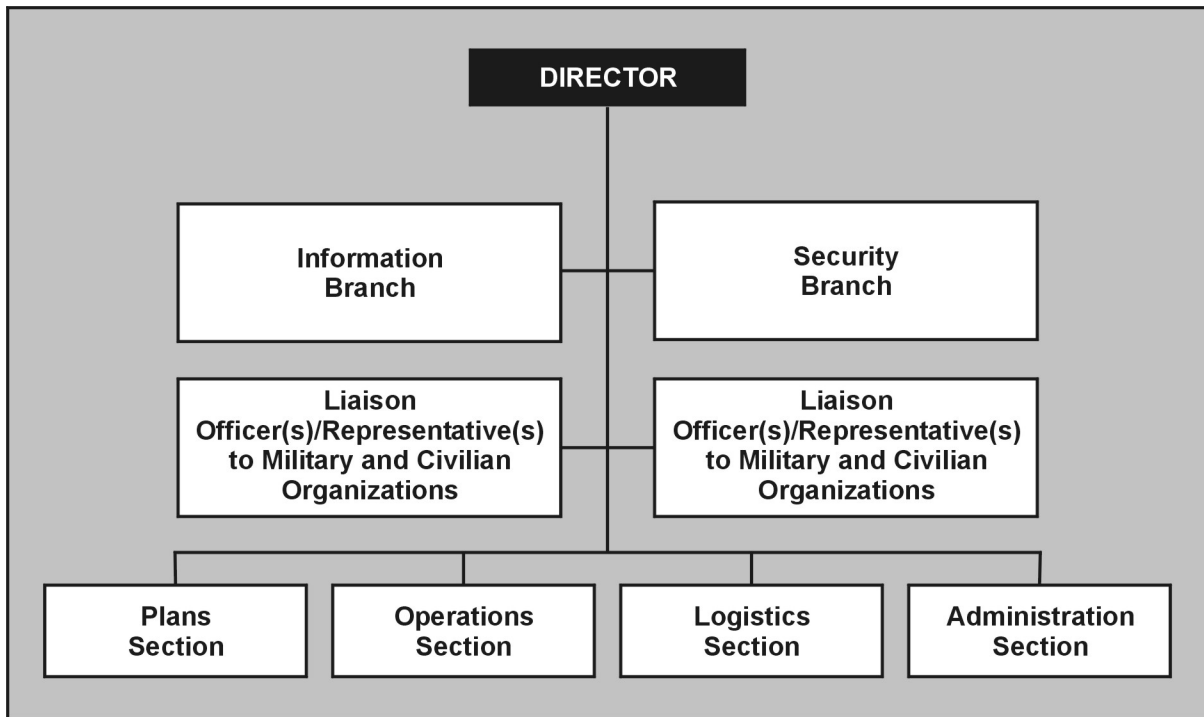 DIRECTOR
Information
Branch
Security
Branch
Liaison
Officer(s)/Representative(s)
to Military and Civilian
Organizations
Liaison
Officer(s)/Representative(s)
to Military and Civilian
Organizations
Plans
Section
Operations
Section
Logistics
Section
Administration
Section